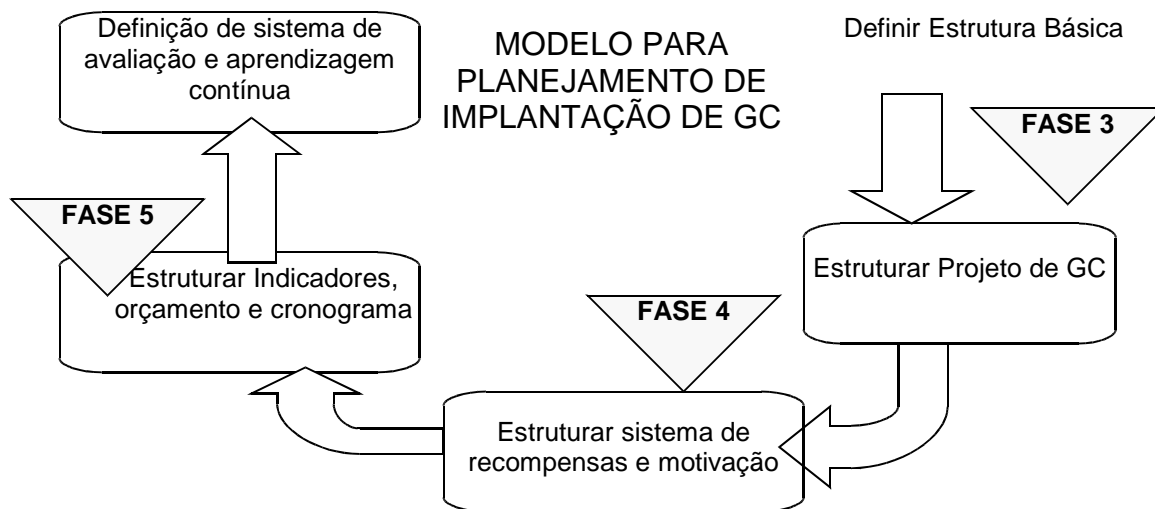 Definição de sistema de
avaliação e aprendizagem
contínua
MODELO PARA
PLANEJAMENTO DE
IMPLANTAÇÃO DE GC
Definir Estrutura Básica
FASE 3
FASE 5
Estruturar Indicadores,
orçamento e cronograma
Estruturar Projeto de GC
FASE 4
Estruturar sistema de
recompensas e motivação